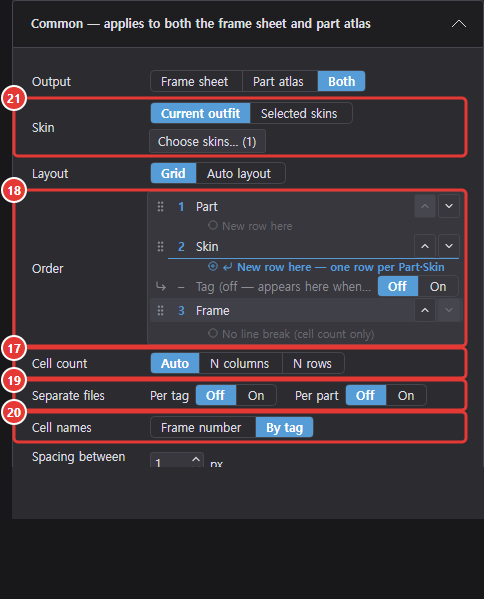 Common — applies to both the frame sheet and part atlas
Output Frame sheet Part atlas Both
21
Skin Current outfit Selected skins
Choose skins... (1)
Layout Grid Auto layout
18
Order
1 Part
New row here
2 Skin
↵ New row here — one row per Part·Skin
↳ – Tag (off — appears here when... Off On
3 Frame
No line break (cell count only)
17
Cell count Auto N columns N rows
19
Separate files Per tag Off On Per part Off On
20
Cell names Frame number By tag
Spacing between 1 px